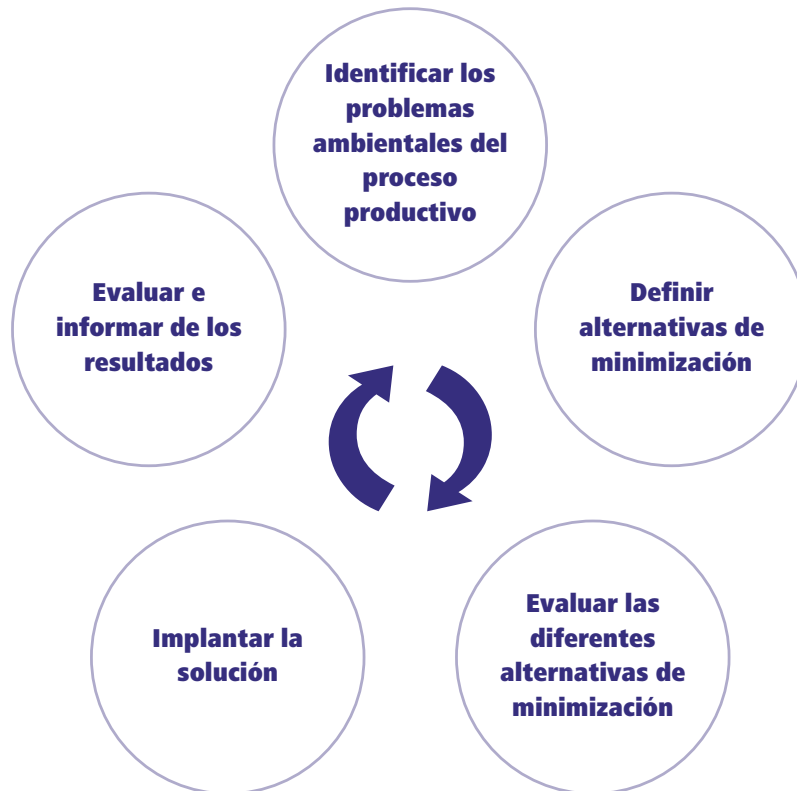 Identificar los
problemas
ambientales del
proceso
productivo
Definir
alternativas de
minimización
Evaluar las
diferentes
alternativas de
minimización
Implantar la
solución
Evaluar e
informar de los
resultados